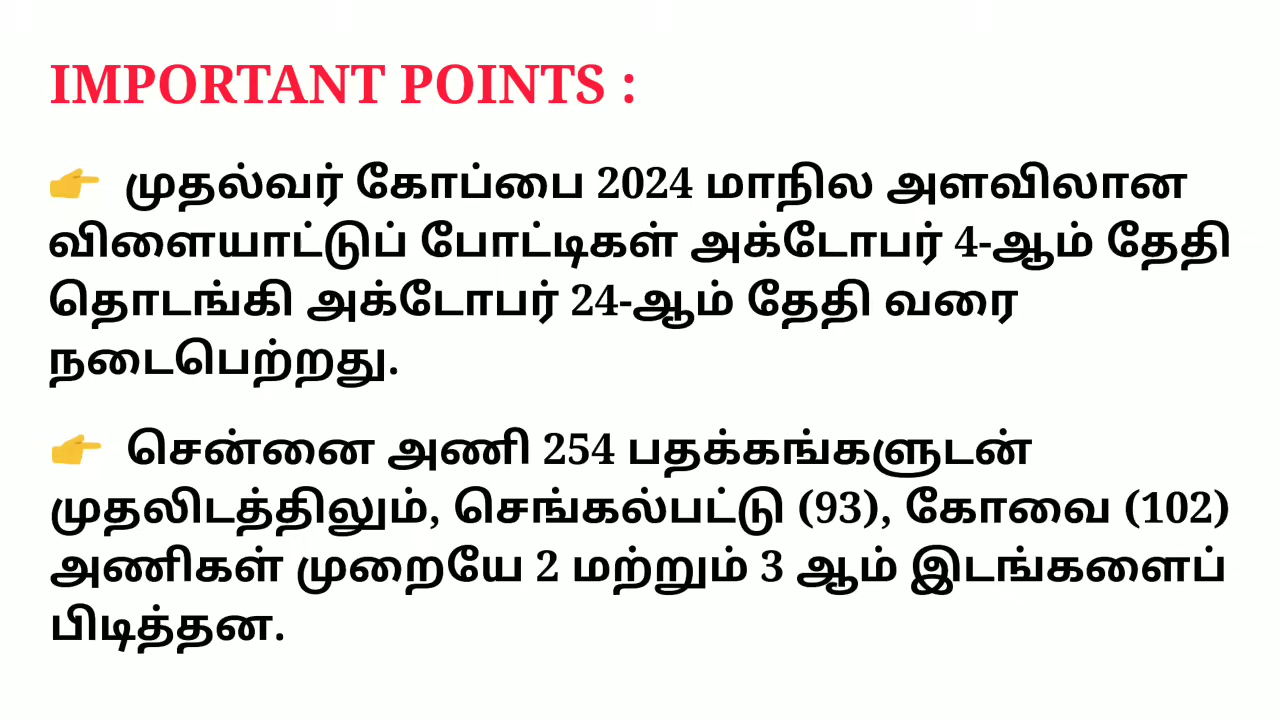 IMPORTANT POINTS :
👉 முதல்வர் கோப்பை 2024 மாநில அளவிலான
விளையாட்டுப் போட்டிகள் அக்டோபர் 4-ஆம் தேதி
தொடங்கி அக்டோபர் 24-ஆம் தேதி வரை
நடைபெற்றது.
👉 சென்னை அணி 254 பதக்கங்களுடன்
முதலிடத்திலும், செங்கல்பட்டு (93), கோவை (102)
அணிகள் முறையே 2 மற்றும் 3 ஆம் இடங்களைப்
பிடித்தன.